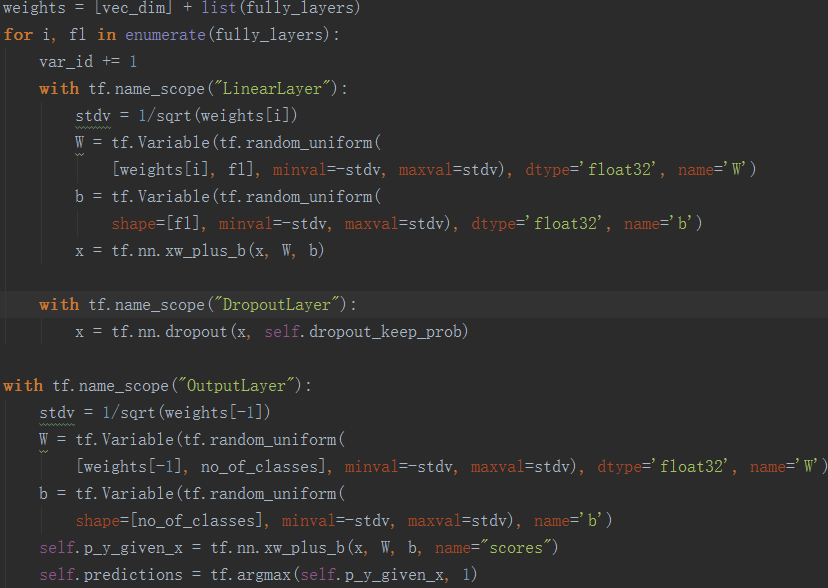 weights = [vec_dim] + list(fully_layers)
for i, fl in enumerate(fully_layers):
    var_id += 1
    with tf.name_scope("LinearLayer"):
        stdv = 1/sqrt(weights[i])
        W = tf.Variable(tf.random_uniform(
            [weights[i], fl], minval=-stdv, maxval=stdv), dtype='float32', name='W')
        b = tf.Variable(tf.random_uniform(
            shape=[fl], minval=-stdv, maxval=stdv), dtype='float32', name='b')
        x = tf.nn.xw_plus_b(x, W, b)
    with tf.name_scope("DropoutLayer"):
        x = tf.nn.dropout(x, self.dropout_keep_prob)
with tf.name_scope("OutputLayer"):
    stdv = 1/sqrt(weights[-1])
    W = tf.Variable(tf.random_uniform(
        [weights[-1], no_of_classes], minval=-stdv, maxval=stdv), dtype='float32', name='W')
    b = tf.Variable(tf.random_uniform(
        shape=[no_of_classes], minval=-stdv, maxval=stdv), name='b')
    self.p_y_given_x = tf.nn.xw_plus_b(x, W, b, name="scores")
    self.predictions = tf.argmax(self.p_y_given_x, 1)